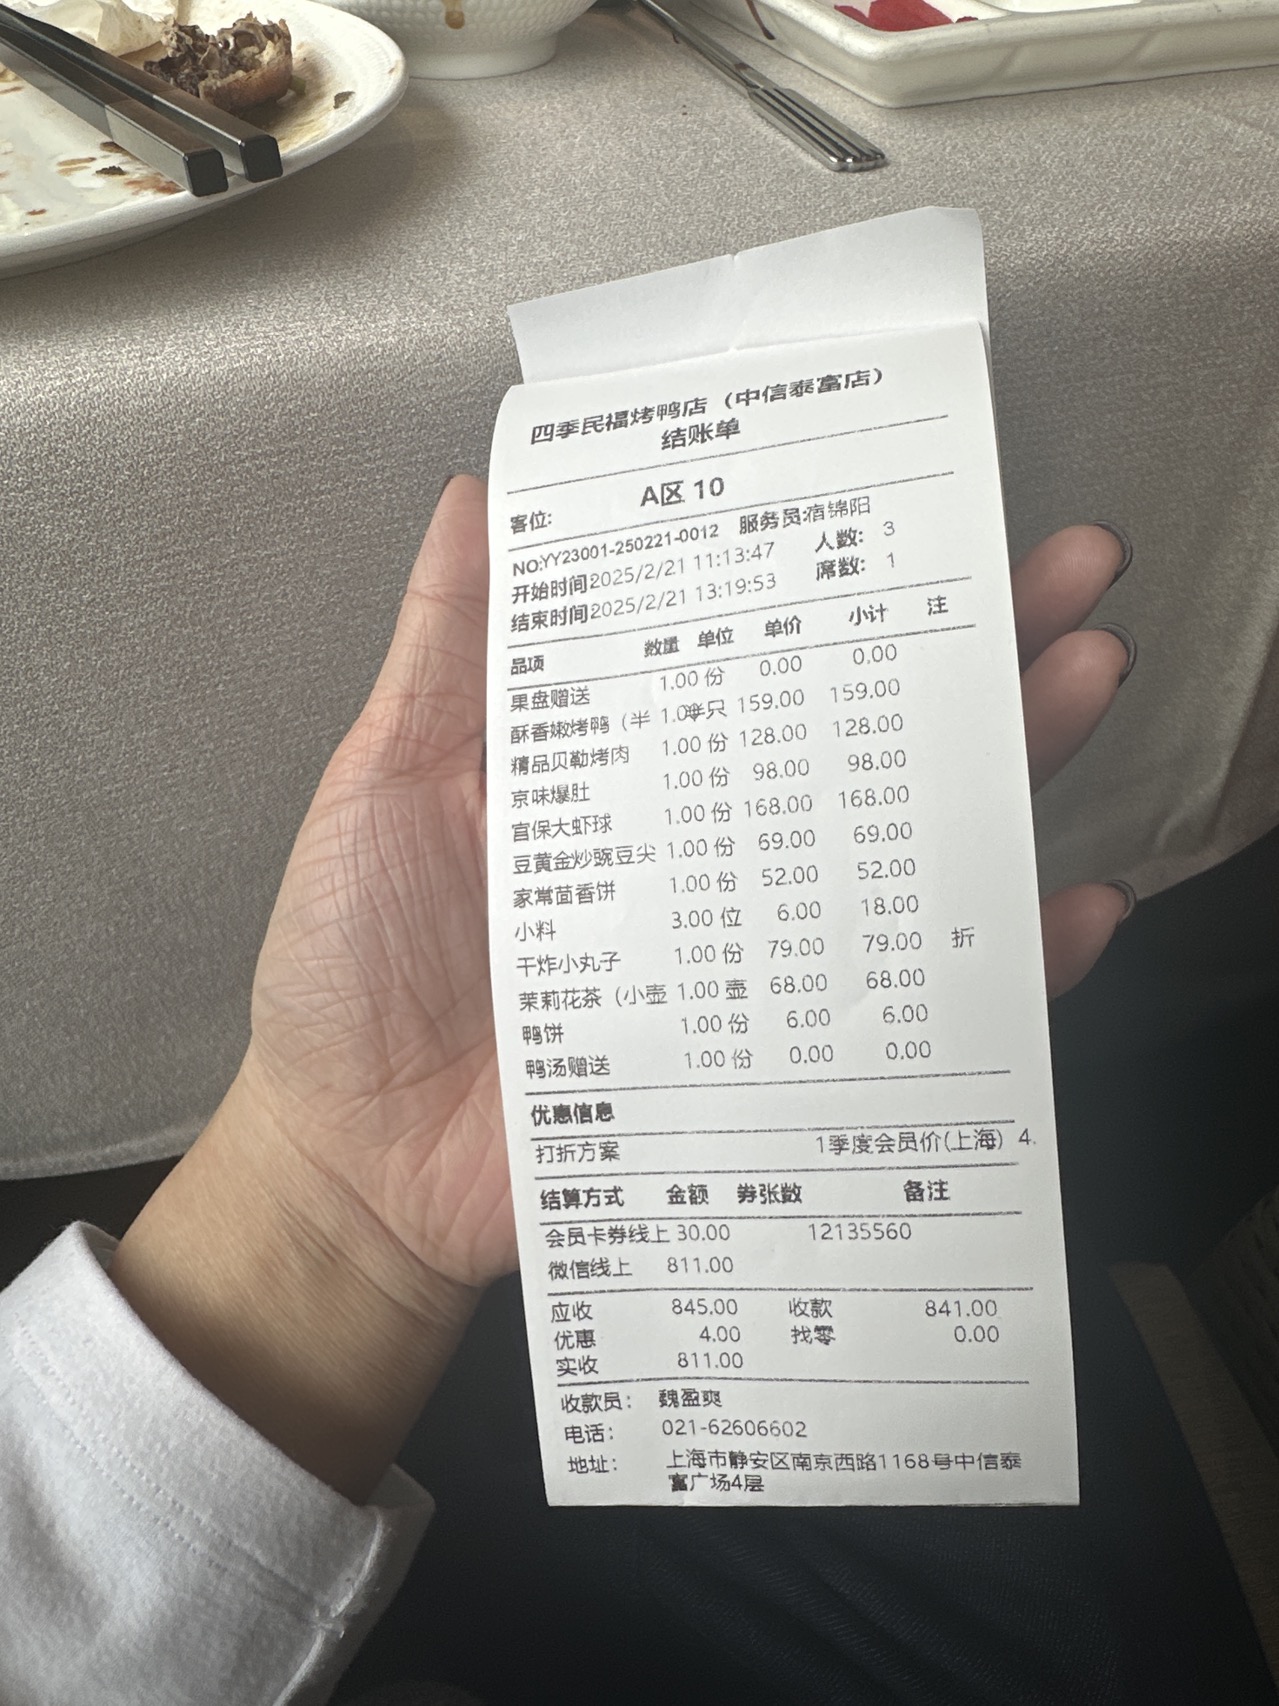 四季民福烤鸭店（中信泰富店）
结账单
客位: A区 10
NO:YY23001-250221-0012 服务员:宿锦阳
开始时间2025/2/21 11:13:47 人数: 3
结束时间2025/2/21 13:19:53 席数: 1
品项 数量 单位 单价 小计 注
果盘赠送 1.00 份 0.00 0.00
酥香嫩烤鸭（半 1.00半只 159.00 159.00
精品贝勒烤肉 1.00 份 128.00 128.00
京味爆肚 1.00 份 98.00 98.00
宫保大虾球 1.00 份 168.00 168.00
豆黄金炒豌豆尖 1.00 份 69.00 69.00
家常茴香饼 1.00 份 52.00 52.00
小料 3.00 位 6.00 18.00
干炸小丸子 1.00 份 79.00 79.00 折
茉莉花茶（小壶 1.00 壶 68.00 68.00
鸭饼 1.00 份 6.00 6.00
鸭汤赠送 1.00 份 0.00 0.00
优惠信息
打折方案 1季度会员价(上海) 4.
结算方式 金额 券张数 备注
会员卡券线上 30.00 12135560
微信线上 811.00
应收 845.00 收款 841.00
优惠 4.00 找零 0.00
实收 811.00
收款员: 魏盈爽
电话: 021-62606602
地址: 上海市静安区南京西路1168号中信泰
富广场4层